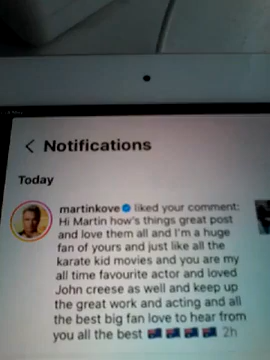 < Notifications
Today
martinkove liked your comment:
Hi Martin how's things great post
and love them all and I'm a huge
fan of yours and just like all the
karate kid movies and you are my
all time favourite actor and loved
John creese as well and keep up
the great work and acting and all
the best big fan love to hear from
you all the best 🇦🇺 🇦🇺 🇦🇺 🇦🇺 2h